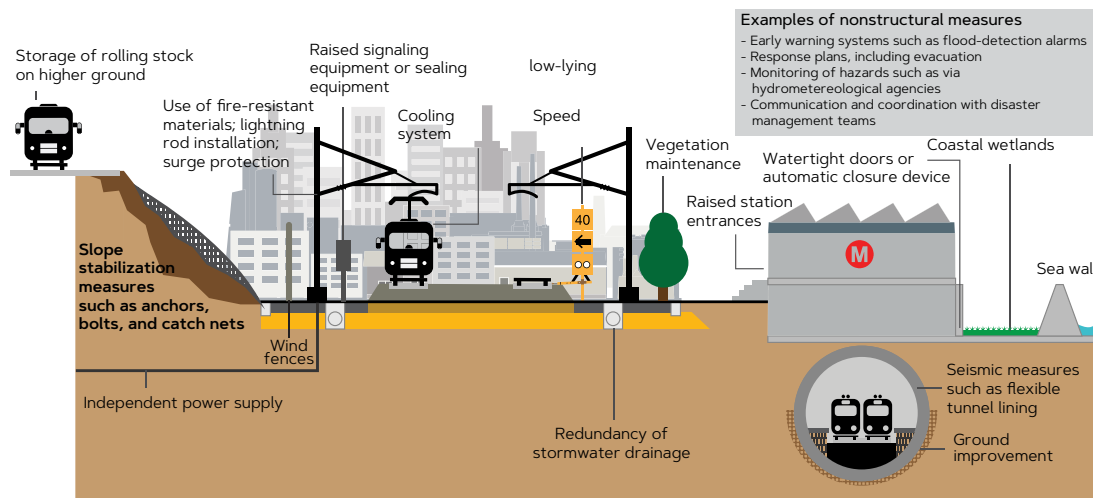 Examples of nonstructural measures
- Early warning systems such as flood-detection alarms
- Response plans, including evacuation
- Monitoring of hazards such as via
hydrometereological agencies
- Communication and coordination with disaster
management teams
Storage of rolling stock
on higher ground
Raised signaling
equipment or sealing
equipment
low-lying
Use of fire-resistant
materials; lightning
rod installation;
surge protection
Cooling
system
Speed
Vegetation
maintenance
Watertight doors or
automatic closure device
Coastal wetlands
Raised station
entrances
40
M
Sea wal
Slope
stabilization
measures
such as anchors,
bolts, and catch nets
Wind
fences
Independent power supply
Redundancy of
stormwater drainage
Seismic measures
such as flexible
tunnel lining
Ground
improvement